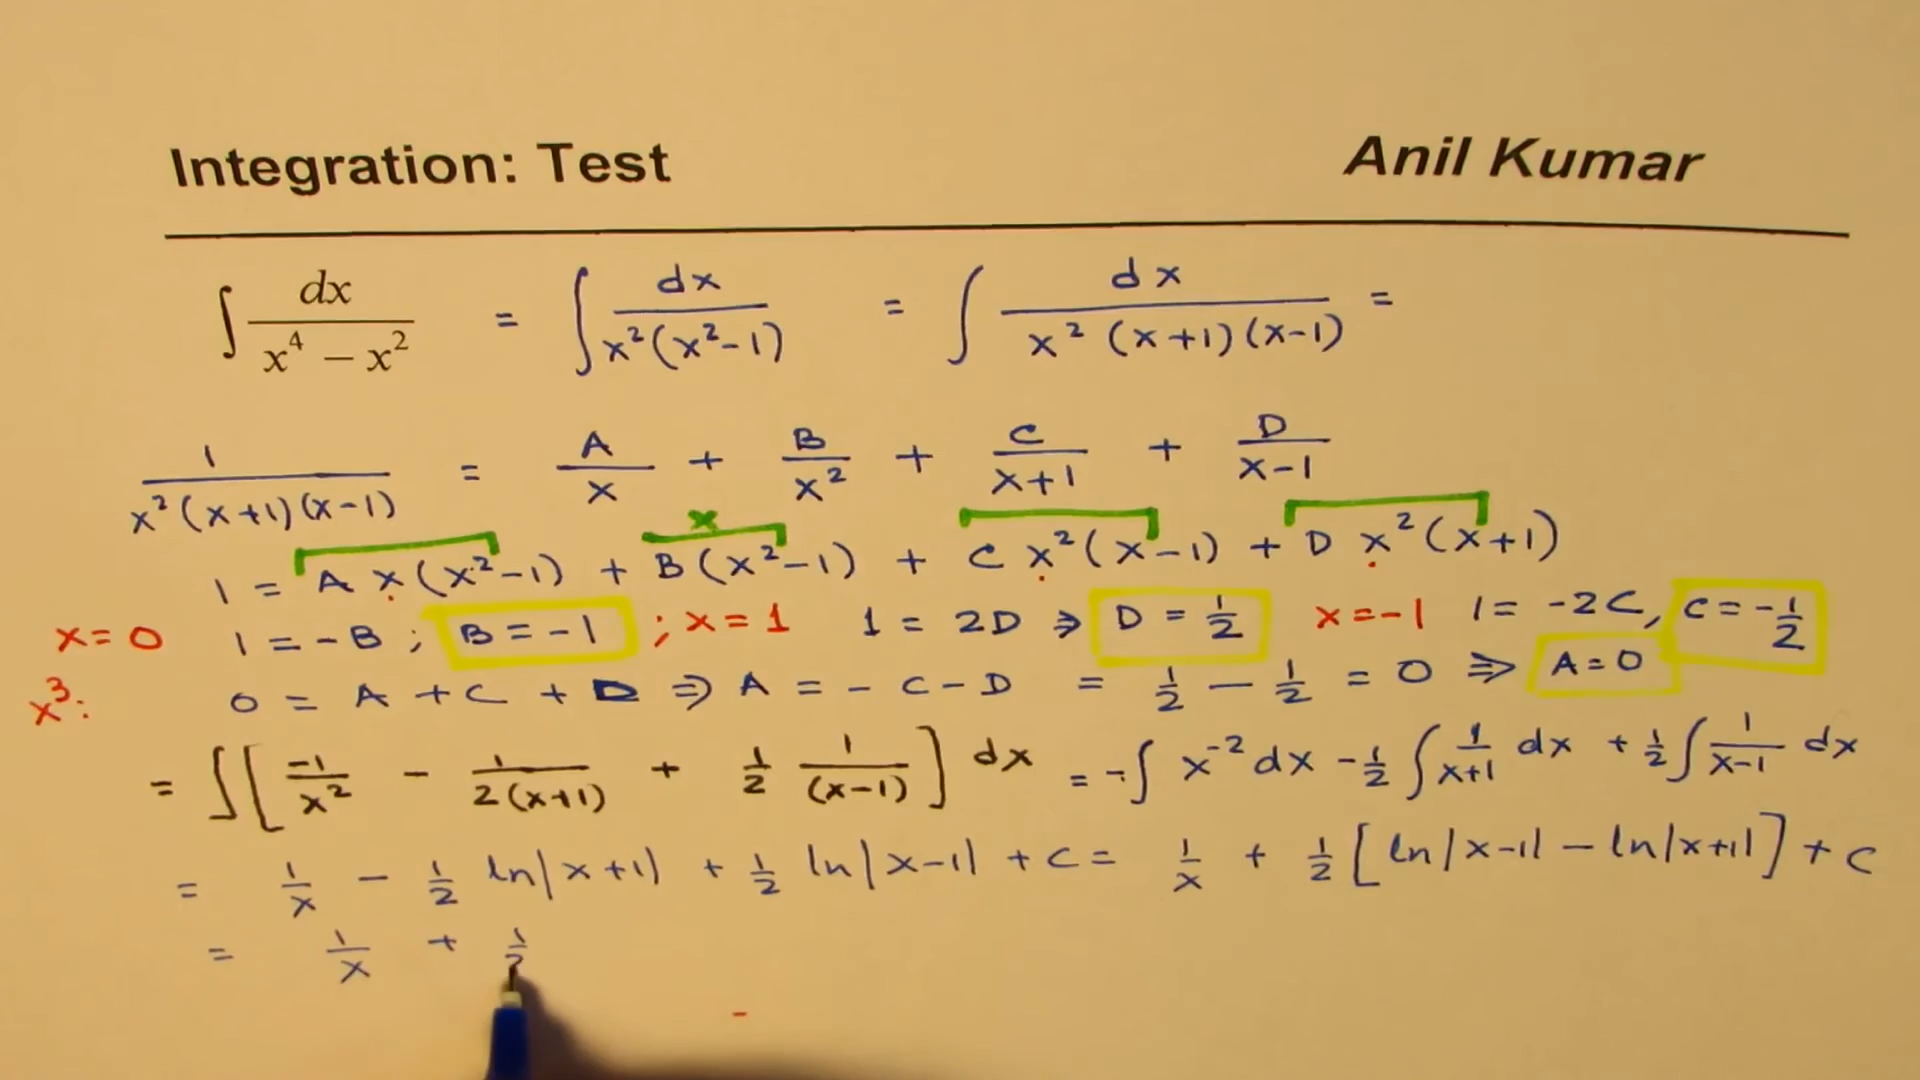 Integration: Test Anil Kumar
∫ dx/(x⁴ − x²) = ∫ dx/(x²(x²-1)) = ∫ dx/(x² (x+1)(x-1)) =
1/(x²(x+1)(x-1)) = A/x + B/x² + C/(x+1) + D/(x-1)
x
1 = A x(x²-1) + B(x²-1) + C x²(x-1) + D x²(x+1)
x=0 1 = -B ; B = -1 ; x = 1 1 = 2D ⇒ D = 1/2 x=-1 1 = -2C, C = -1/2
x³: 0 = A + C + D ⇒ A = - C - D = 1/2 - 1/2 = 0 ⇒ A=0
= ∫[-1/x² - 1/(2(x+1)) + 1/2 1/(x-1)] dx = -∫ x⁻² dx - 1/2 ∫ 1/(x+1) dx + 1/2 ∫ 1/(x-1) dx
= 1/x - 1/2 ln|x+1| + 1/2 ln|x-1| + C = 1/x + 1/2 [ln|x-1| - ln|x+1|] + C
= 1/x + 1/2